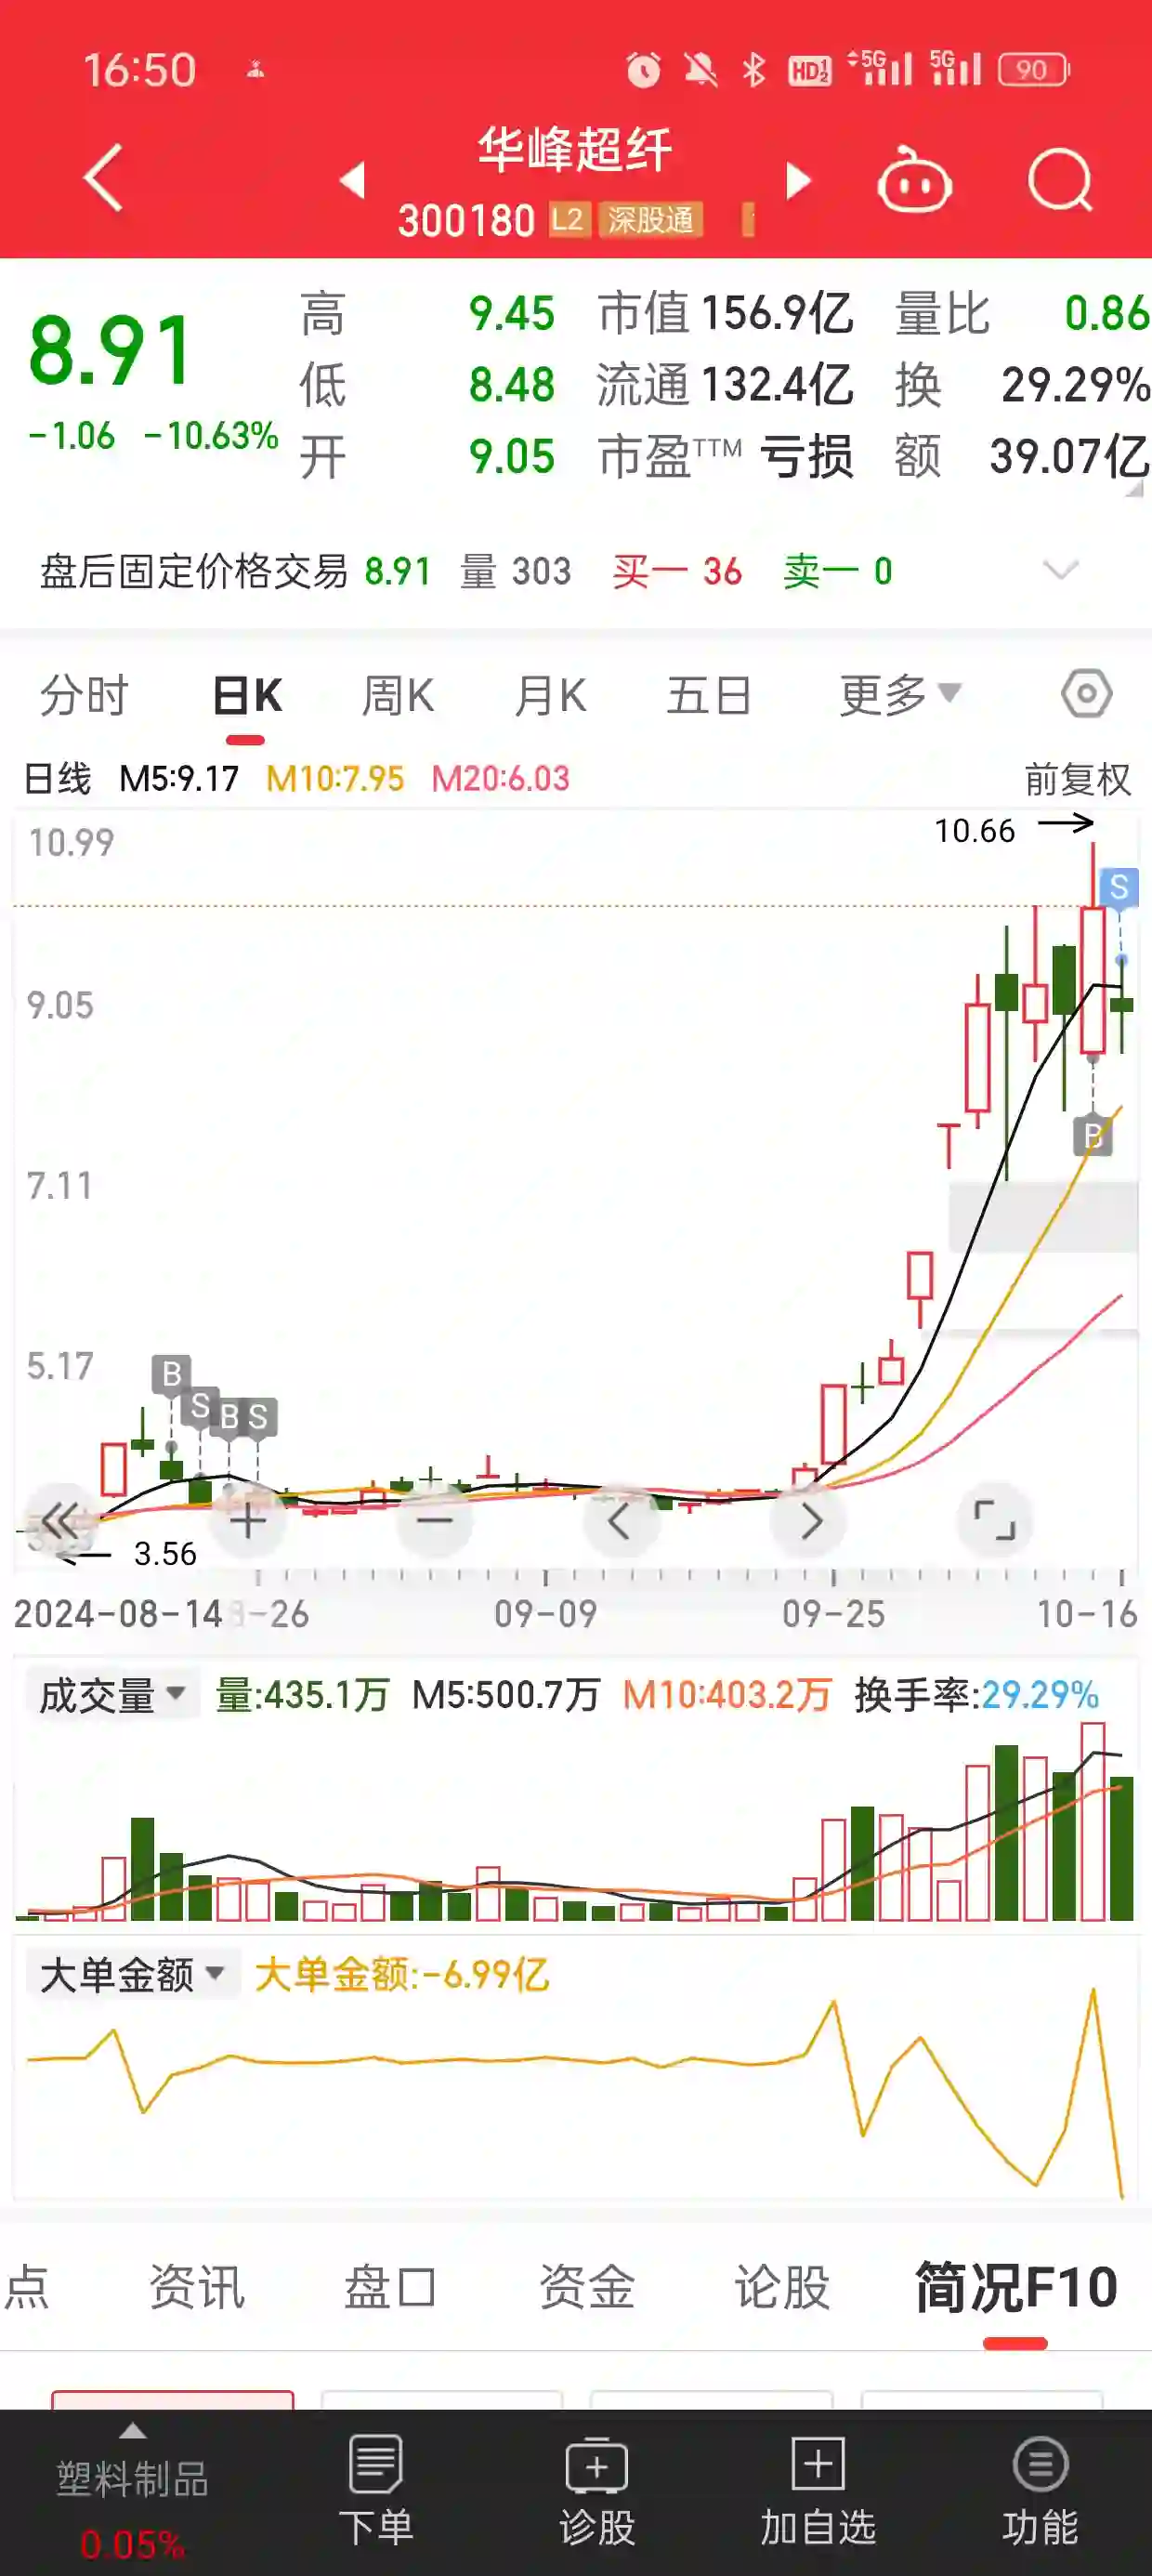 16:50 HD12 5G 5G 90
华峰超纤
300180 L2 深股通
8.91
-1.06 -10.63%
高 9.45 市值 156.9亿 量比 0.86
低 8.48 流通 132.4亿 换 29.29%
开 9.05 市盈TTM 亏损 额 39.07亿
盘后固定价格交易 8.91 量 303 买一 36 卖一 0
分时 日K 周K 月K 五日 更多
日线 M5:9.17 M10:7.95 M20:6.03 前复权
10.66
10.99
S
9.05
B
7.11
5.17
B
S B S
3.56
2024-08-14 8-26 09-09 09-25 10-16
成交量 量:435.1万 M5:500.7万 M10:403.2万 换手率:29.29%
大单金额 大单金额:-6.99亿
点 资讯 盘口 资金 论股 简况F10
塑料制品
0.05%
下单 诊股 加自选 功能